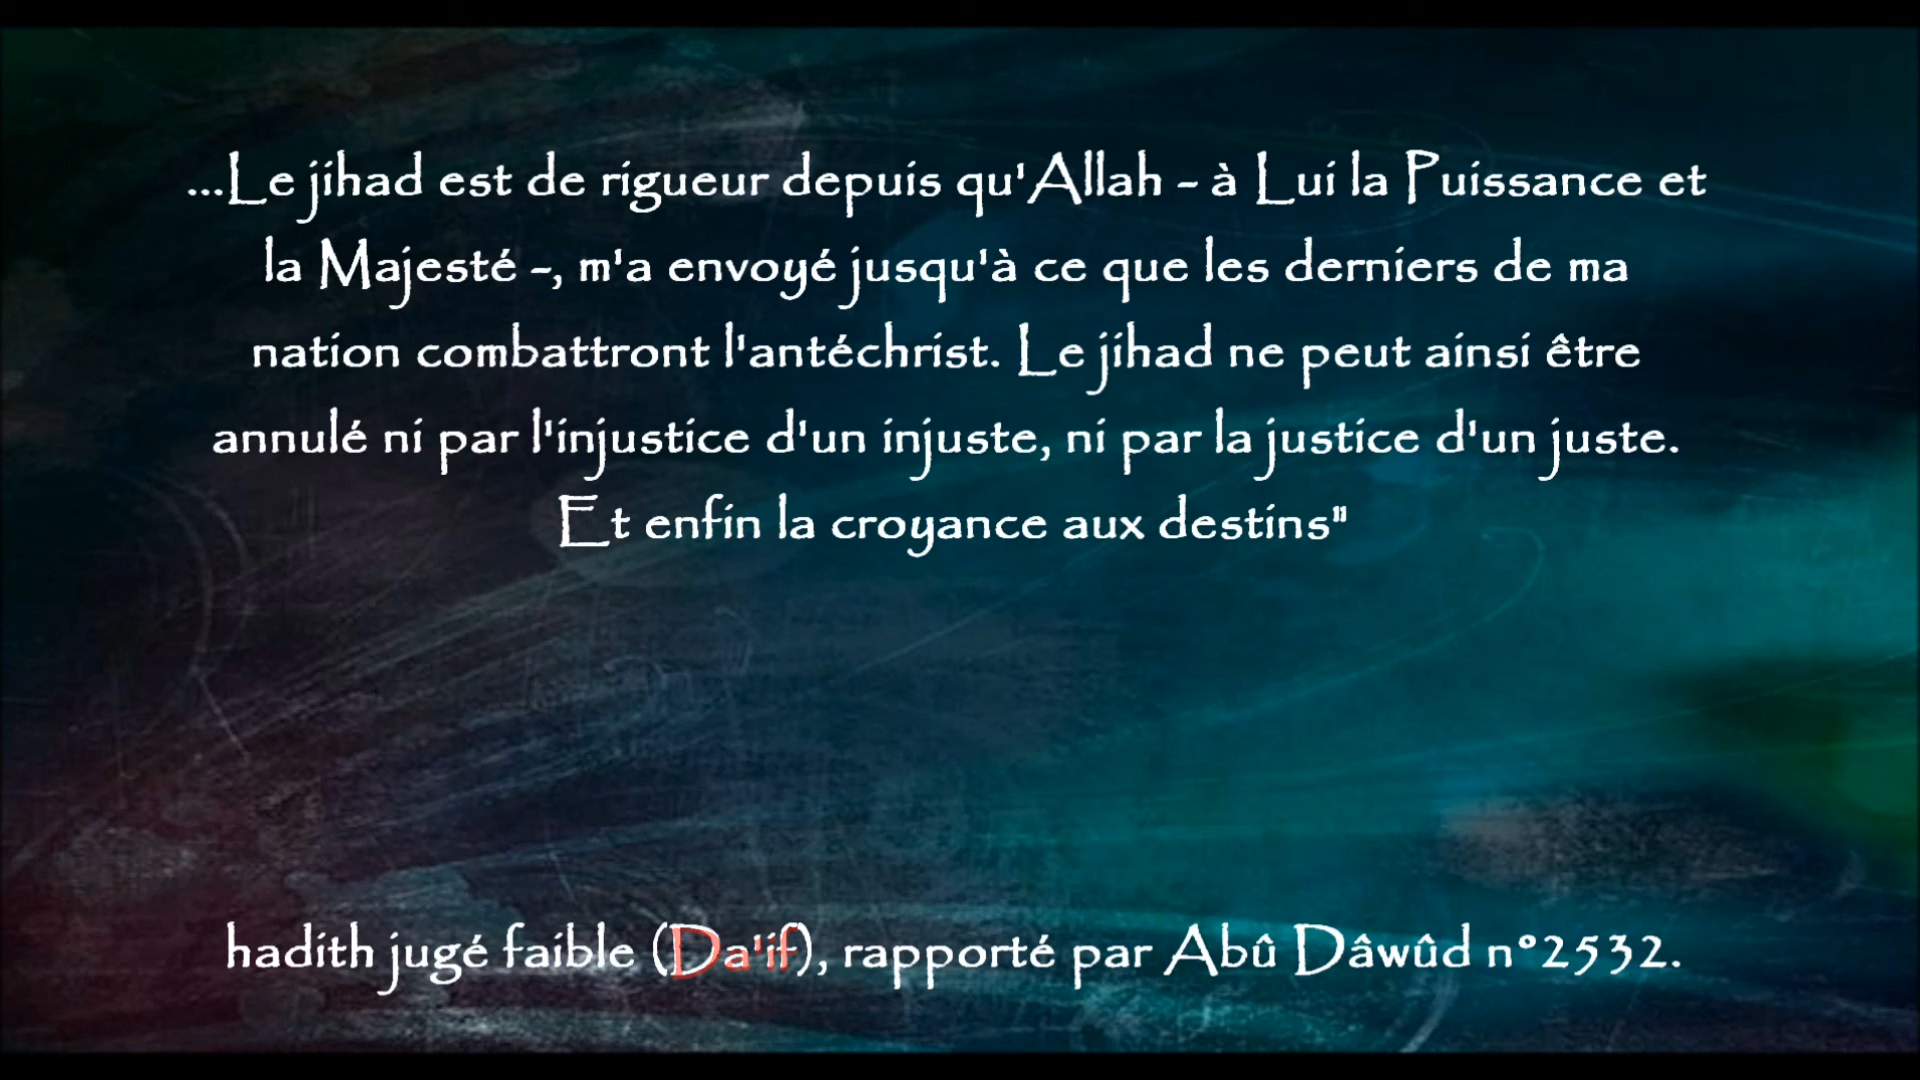 ...Le jihad est de rigueur depuis qu'Allah - à Lui la Puissance et
la Majesté -, m'a envoyé jusqu'à ce que les derniers de ma
nation combattront l'antéchrist. Le jihad ne peut ainsi être
annulé ni par l'injustice d'un injuste, ni par la justice d'un juste.
Et enfin la croyance aux destins"
hadith jugé faible (Da'if), rapporté par Abû Dâwûd n°2532.